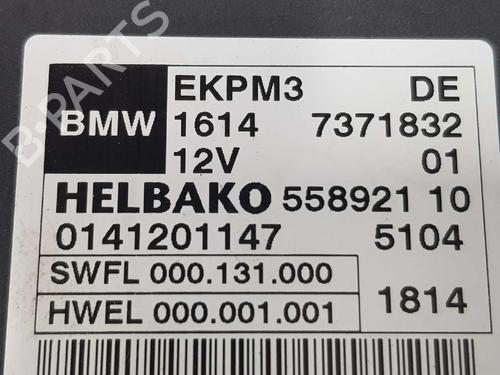 EKPM3 DE
BMW 1614 7371832
12V 01
HELBAKO 558921 10
0141201147 5104
SWFL 000.131.000
HWEL 000.001.001 1814
B-PARTS